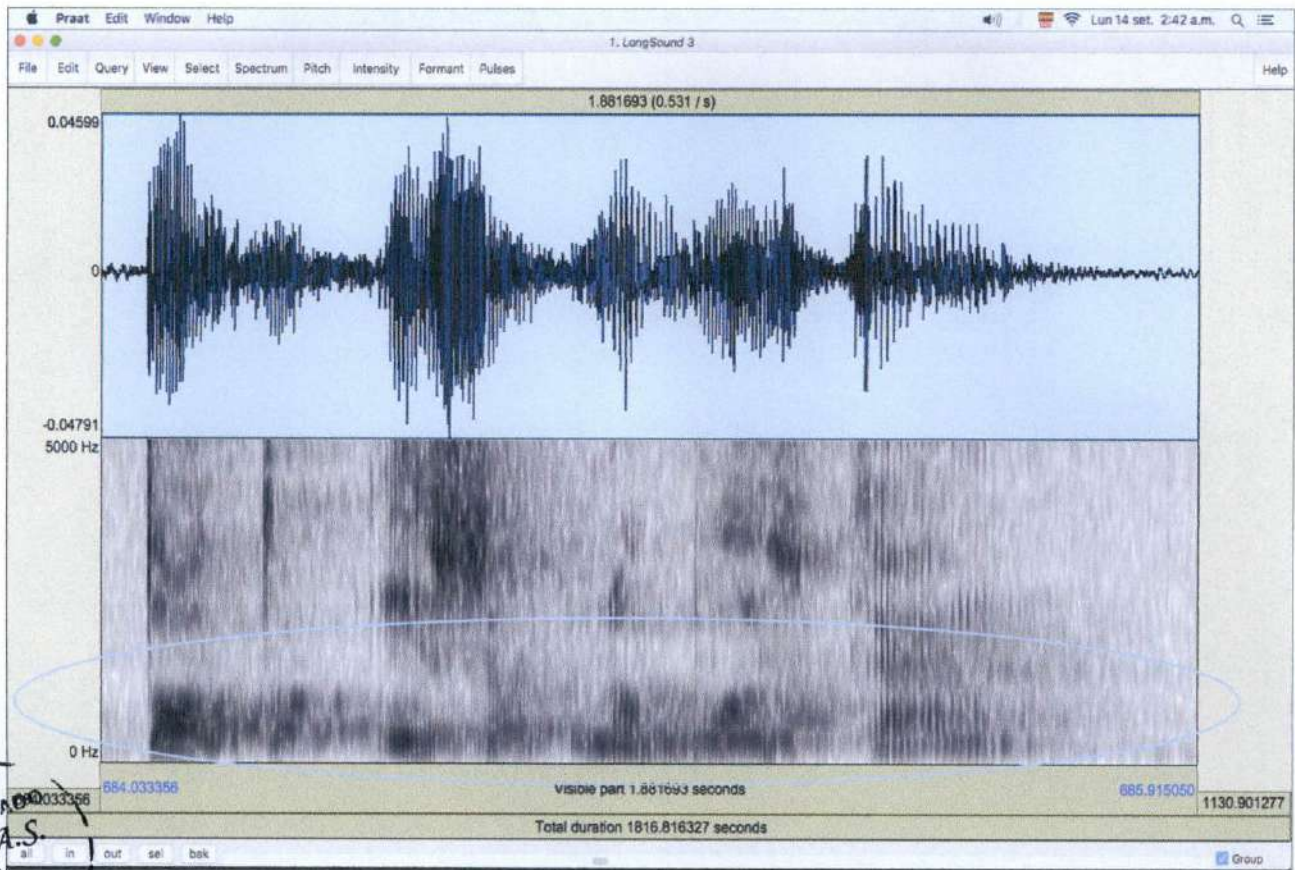 Praat Edit Window Help Lun 14 set. 2:42 a.m.
1. LongSound 3
File Edit Query View Select Spectrum Pitch Intensity Formant Pulses Help
1.881693 (0.531 / s)
0.04599
0
-0.04791
5000 Hz
0 Hz
684.033356 Visible part 1.881693 seconds 685.915050
033356 1130.901277
Total duration 1816.816327 seconds
A.S.
all in out sel bak Group